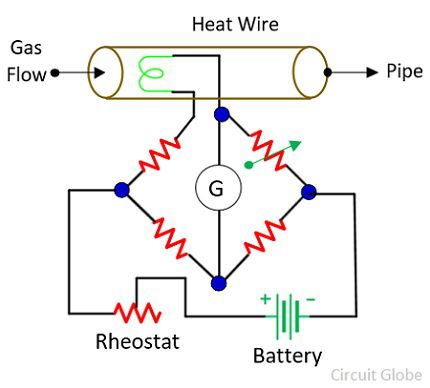 Heat Wire
Gas
Flow
Pipe
G
+
−
Rheostat
Battery
Circuit Globe